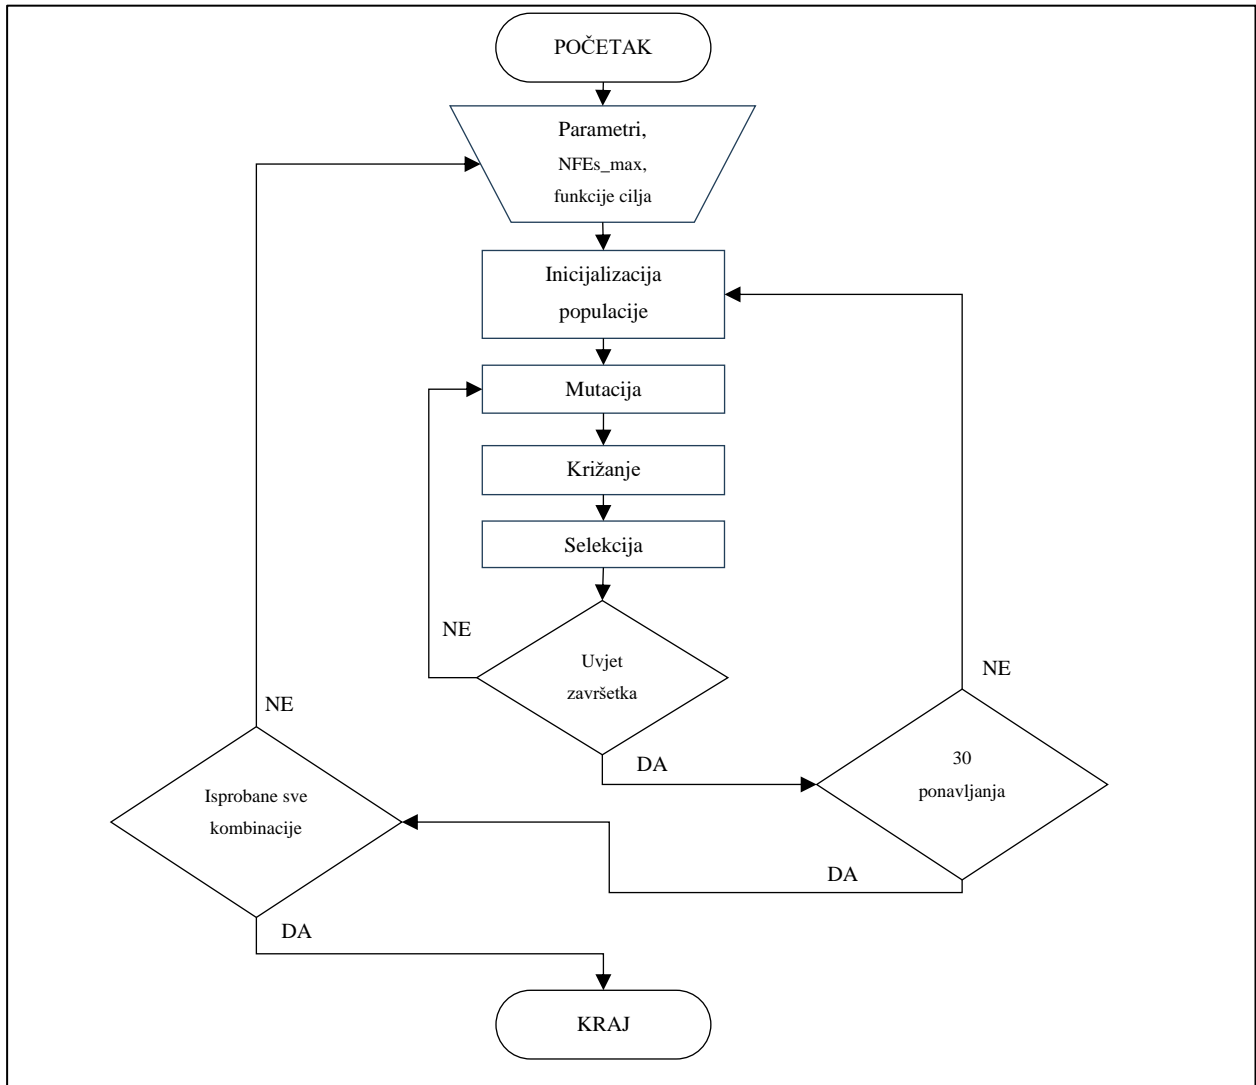 POČETAK
Parametri,
NFEs_max,
funkcije cilja
Inicijalizacija
populacije
Mutacija
Križanje
Selekcija
NE
Uvjet
završetka
NE
NE
DA
30
ponavljanja
Isprobane sve
kombinacije
DA
DA
KRAJ